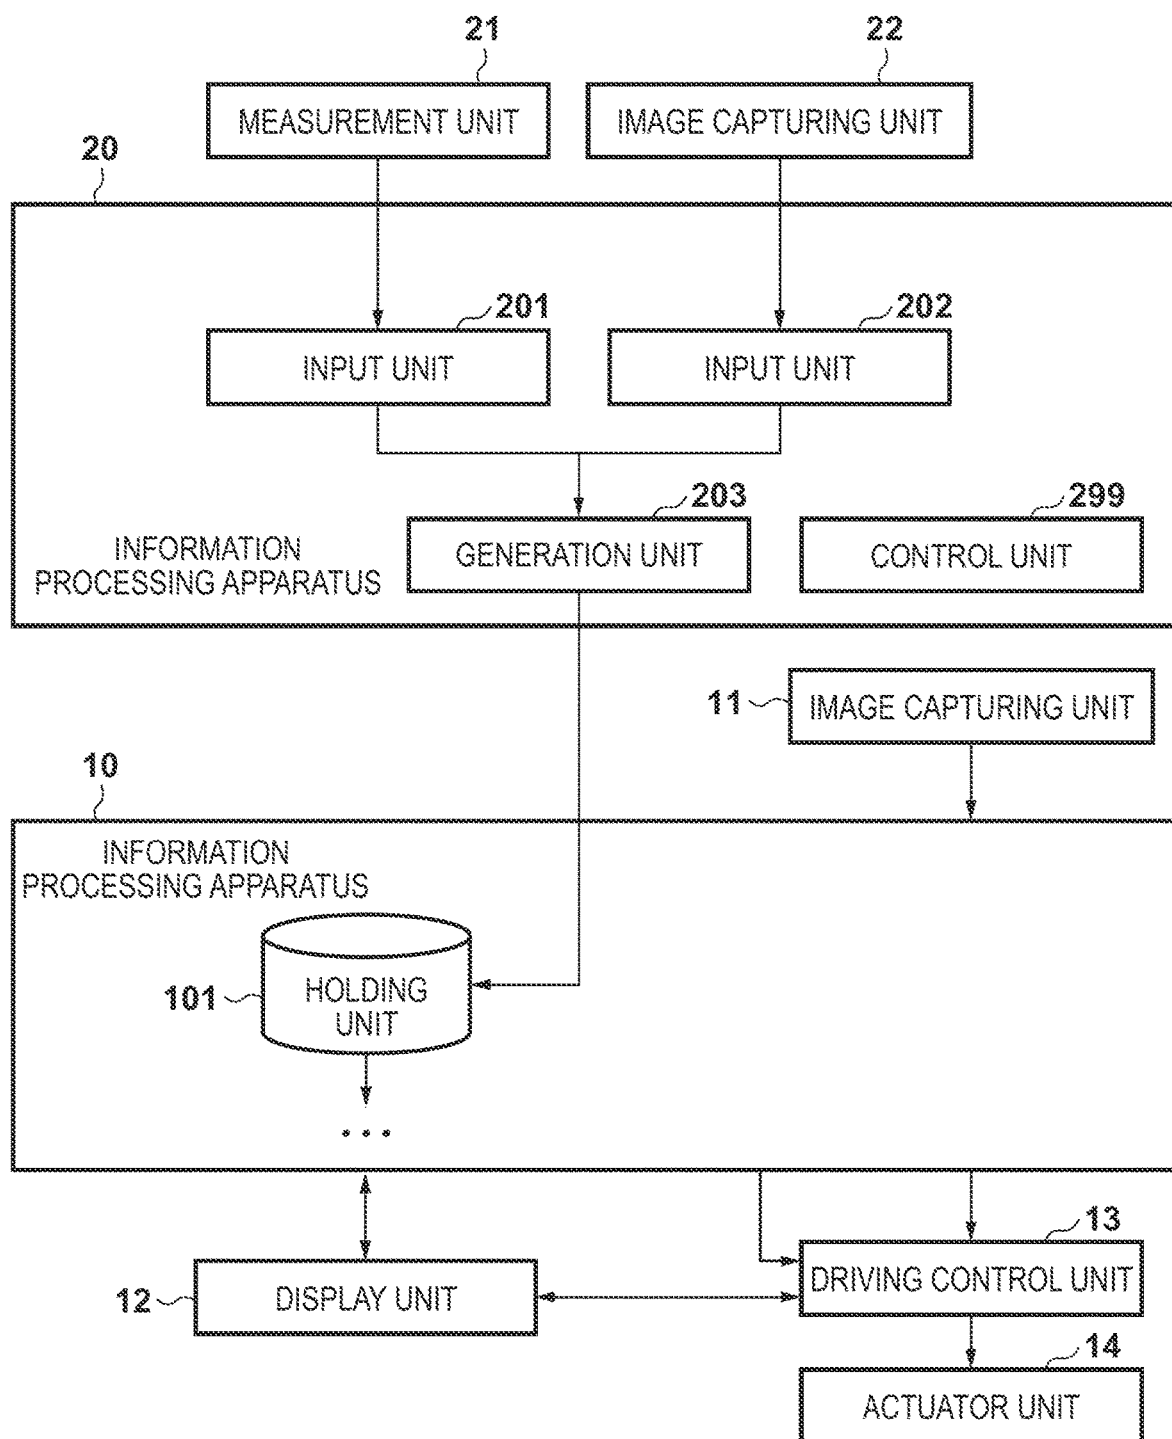 21
22
MEASUREMENT UNIT
IMAGE CAPTURING UNIT
20
201
202
INPUT UNIT
INPUT UNIT
203
299
INFORMATION
PROCESSING APPARATUS
GENERATION UNIT
CONTROL UNIT
11
IMAGE CAPTURING UNIT
10
INFORMATION
PROCESSING APPARATUS
101
HOLDING
UNIT
...
13
12
DISPLAY UNIT
DRIVING CONTROL UNIT
14
ACTUATOR UNIT